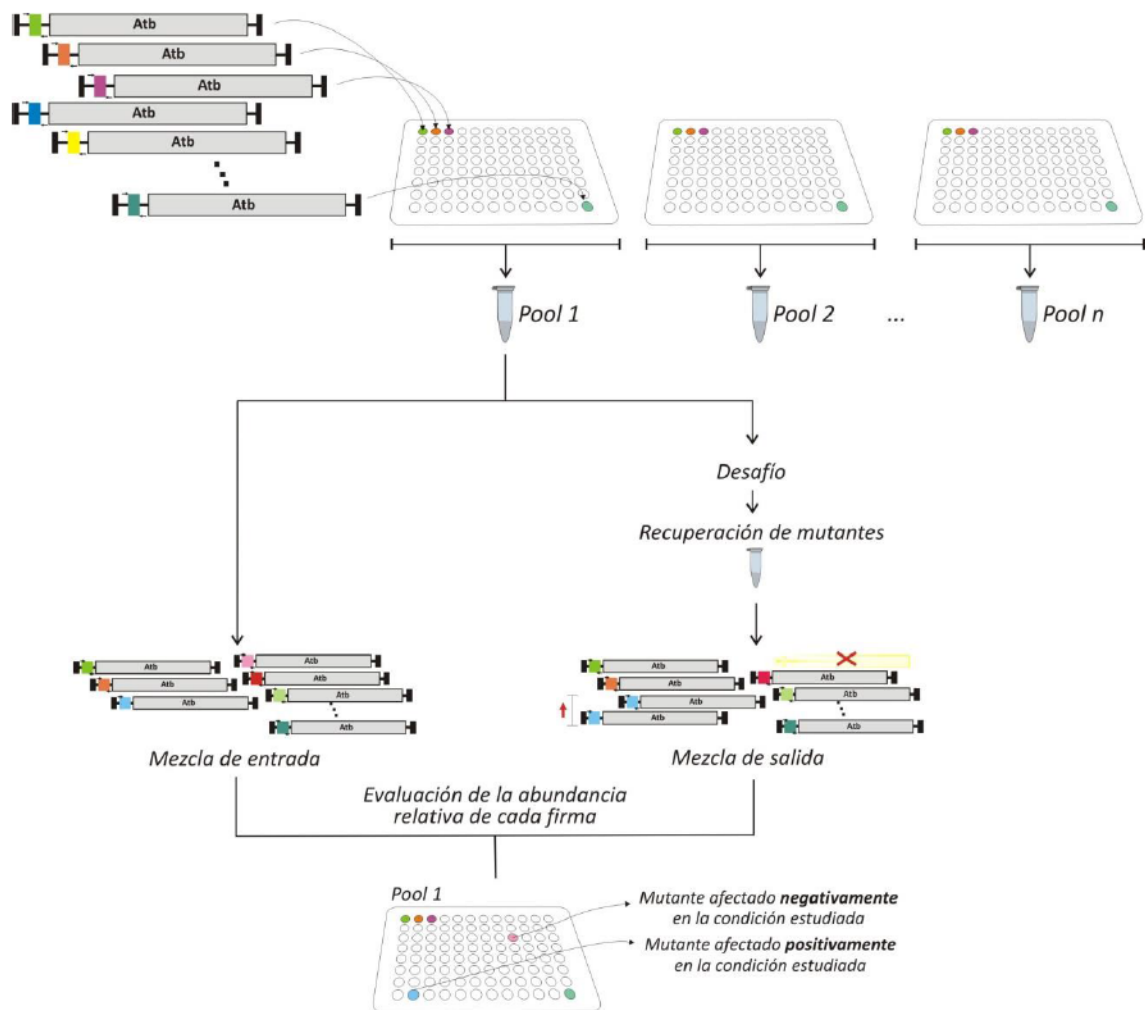 Atb
Atb
Atb
Atb
Atb
Atb
Pool 1
Pool 2
...
Pool n
Desafío
Recuperación de mutantes
Atb
Atb
Atb
Atb
Atb
Atb
Atb
Atb
Atb
Atb
Atb
Atb
Atb
Atb
Mezcla de entrada
Mezcla de salida
Evaluación de la abundancia
relativa de cada firma
Pool 1
Mutante afectado negativamente
en la condición estudiada
Mutante afectado positivamente
en la condición estudiada